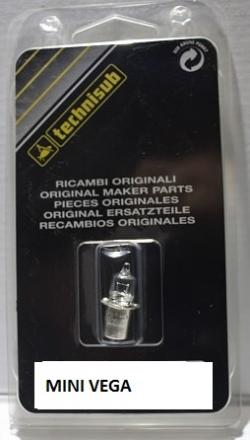 technisub
RICAMBI ORIGINALI
ORIGINAL MAKER PARTS
PIECES ORIGINALES
ORIGINAL ERSATZTEILE
RECAMBIOS ORIGINALES
MINI VEGA